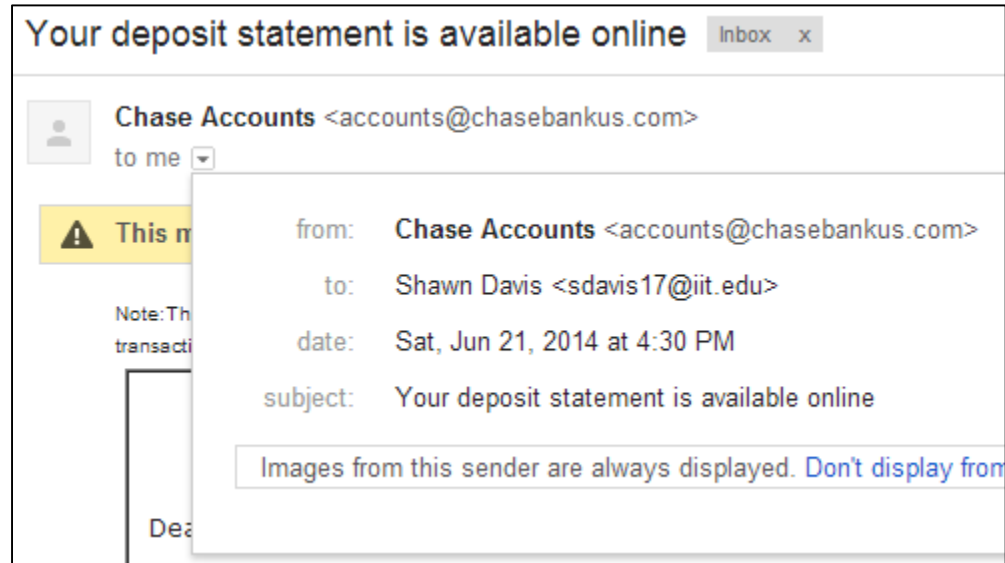 Your deposit statement is available online Inbox x
Chase Accounts <accounts@chasebankus.com>
to me
This
from: Chase Accounts <accounts@chasebankus.com>
to: Shawn Davis <sdavis17@iit.edu>
Note:Th
date: Sat, Jun 21, 2014 at 4:30 PM
transacti
subject: Your deposit statement is available online
Images from this sender are always displayed. Don't display from
Dea